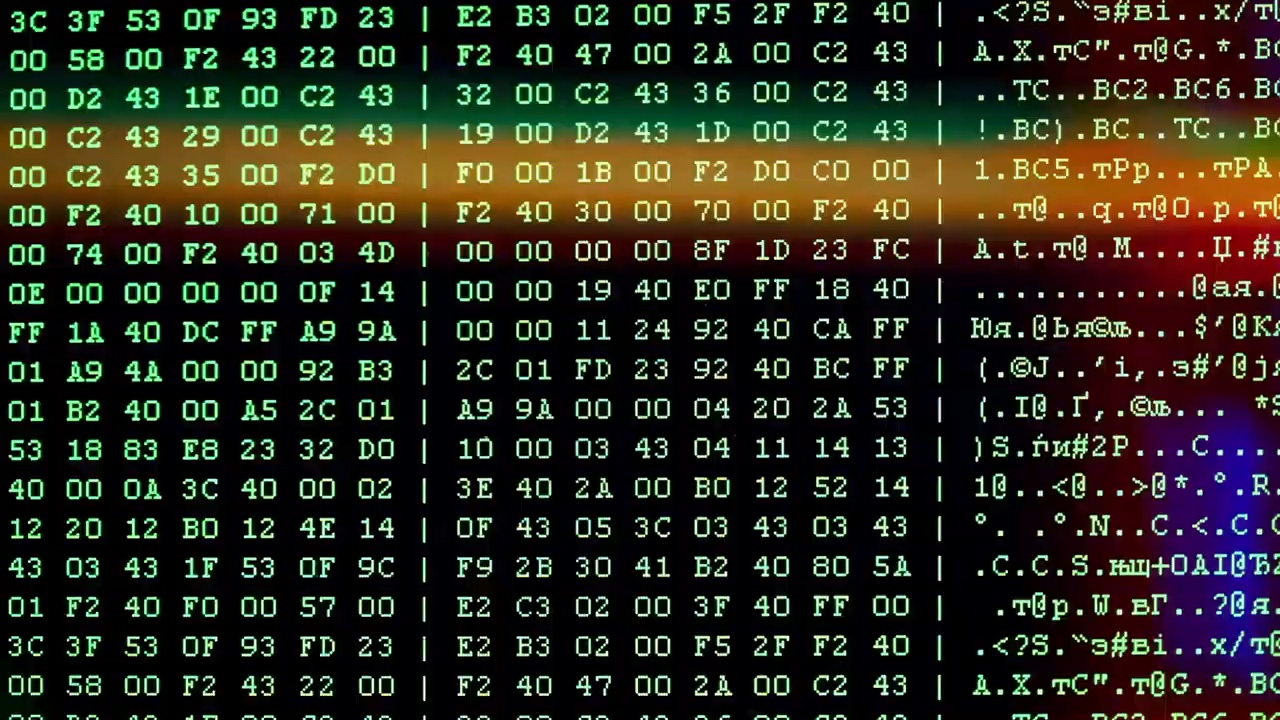 3C 3F 53 0F 93 FD 23 | E2 B3 02 00 F5 2F F2 40 | .<?S.“э#вi..x/т@
00 58 00 F2 43 22 00 | F2 40 47 00 2A 00 C2 43 | A.X.тC".т@G.*.BC
00 D2 43 1E 00 C2 43 | 32 00 C2 43 36 00 C2 43 | ..TC..BC2.BC6.BC
00 C2 43 29 00 C2 43 | 19 00 D2 43 1D 00 C2 43 | !.BC).BC..TC..BC
00 C2 43 35 00 F2 D0 | F0 00 1B 00 F2 D0 C0 00 | 1.BC5.тPp...тPA.
00 F2 40 10 00 71 00 | F2 40 30 00 70 00 F2 40 | ..т@..q.т@0.p.т@
00 74 00 F2 40 03 4D | 00 00 00 00 8F 1D 23 FC | A.t.т@.M....Џ.#
0E 00 00 00 00 0F 14 | 00 00 19 40 E0 FF 18 40 | ...........@ая.@
FF 1A 40 DC FF A9 9A | 00 00 11 24 92 40 CA FF | Юя.@Ья©љ...$’@К
01 A9 4A 00 00 92 B3 | 2C 01 FD 23 92 40 BC FF | (.©J..’i,.э#’@jя
01 B2 40 00 A5 2C 01 | A9 9A 00 00 04 20 2A 53 | (.I@.Ґ,.©љ... *S
53 18 83 E8 23 32 D0 | 10 00 03 43 04 11 14 13 | )S.ѓи#2P...C....
40 00 0A 3C 40 00 02 | 3E 40 2A 00 B0 12 52 14 | 1@..<@..>@*.°.R.
12 20 12 B0 12 4E 14 | 0F 43 05 3C 03 43 03 43 | °. .°.N..C.<.C.
43 03 43 1F 53 0F 9C | F9 2B 30 41 B2 40 80 5A | .C.C.S.њщ+0AI@ЂZ
01 F2 40 F0 00 57 00 | E2 C3 02 00 3F 40 FF 00 | .т@p.W.вГ..?@я.
3C 3F 53 0F 93 FD 23 | E2 B3 02 00 F5 2F F2 40 | .<?S.“э#вi..x/т@
00 58 00 F2 43 22 00 | F2 40 47 00 2A 00 C2 43 | A.X.тC".т@G.*.BC